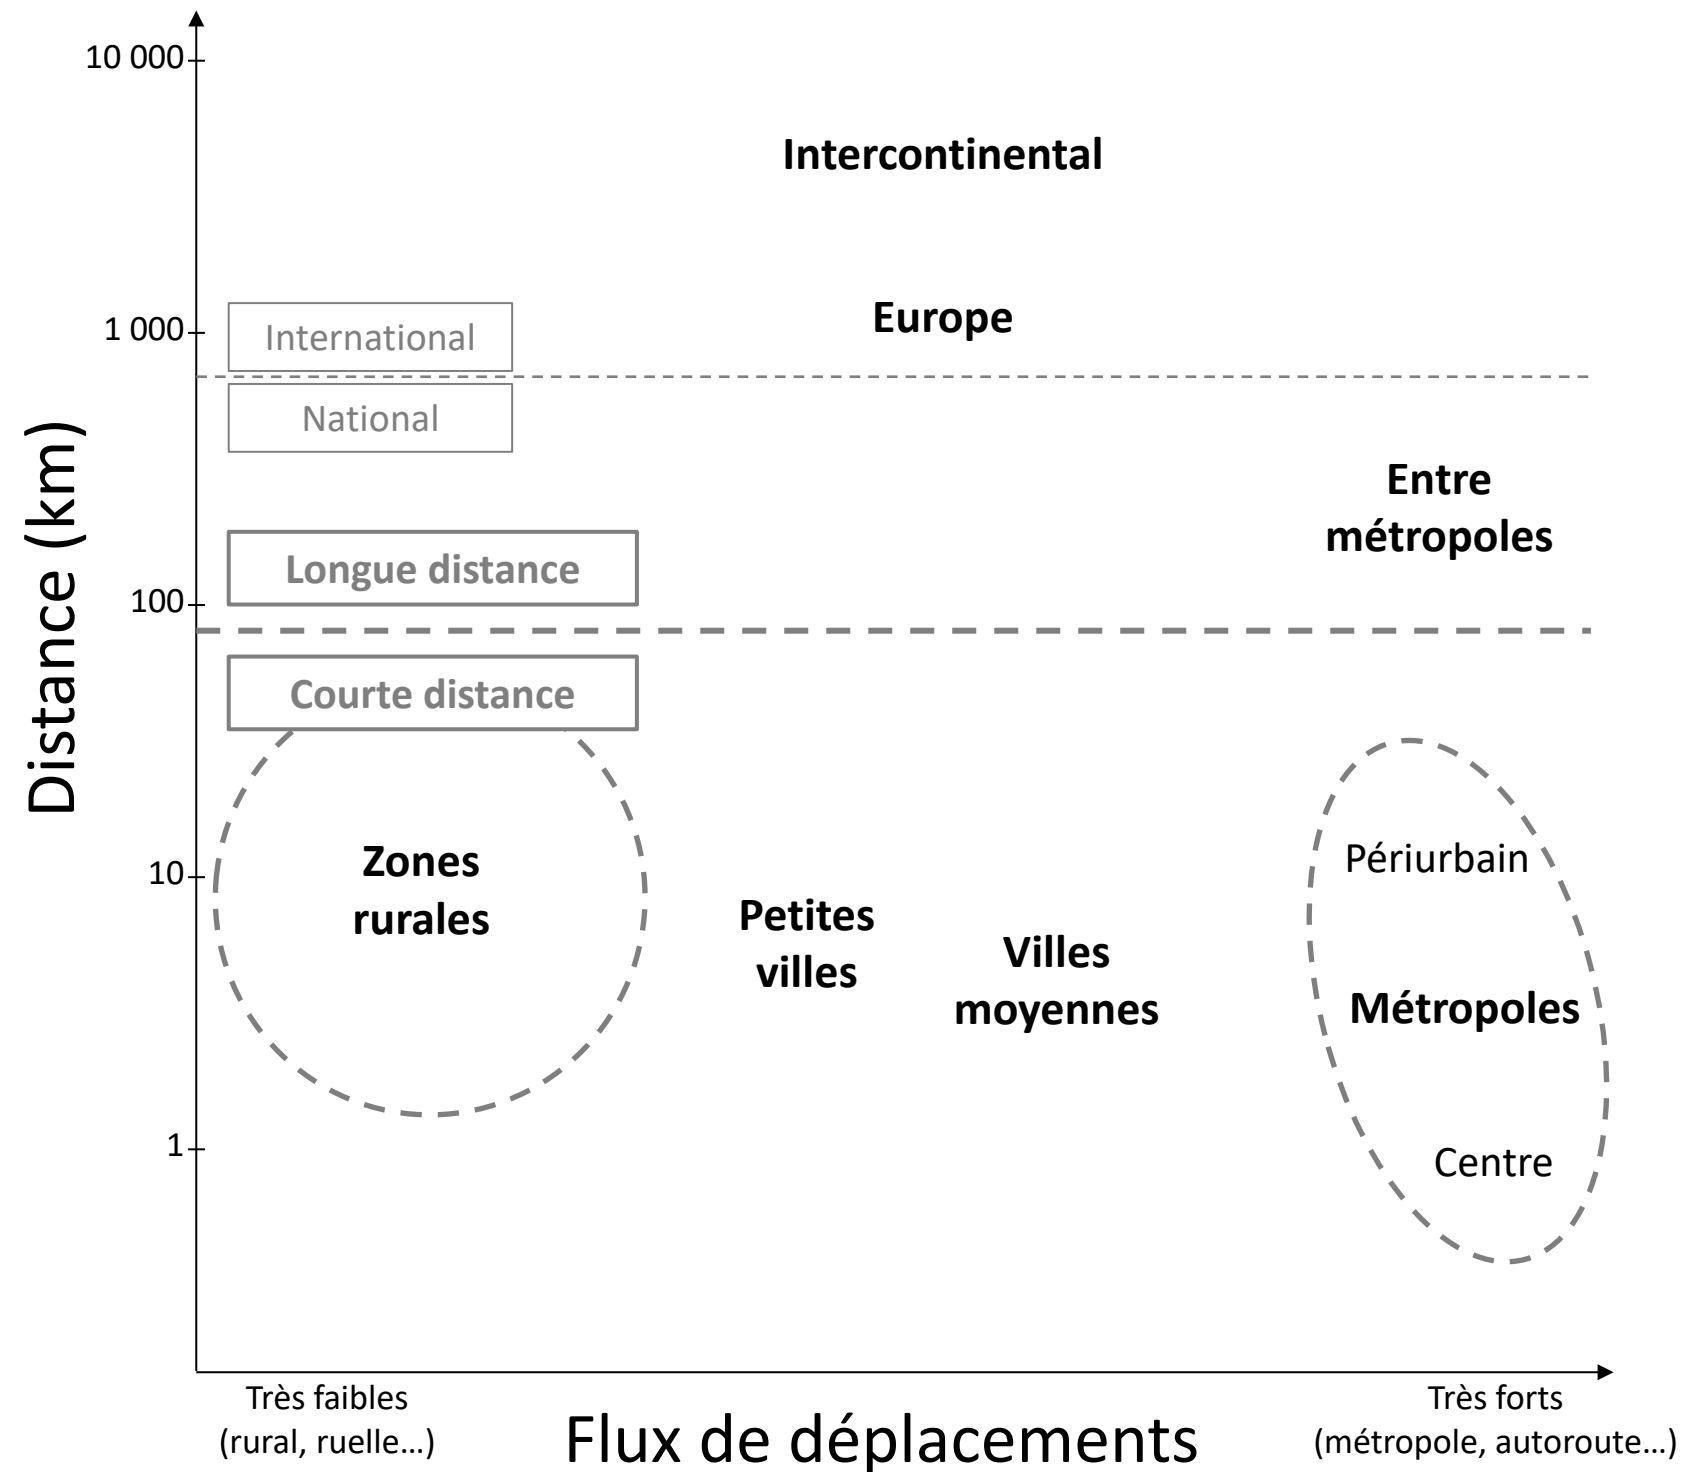 10 000
Intercontinental
Europe
1 000
International
National
Entre
métropoles
Distance (km)
Longue distance
100
Courte distance
Zones
rurales
10
Périurbain
Petites
villes
Villes
moyennes
Métropoles
1
Centre
Très faibles
(rural, ruelle...)
Flux de déplacements
Très forts
(métropole, autoroute...)